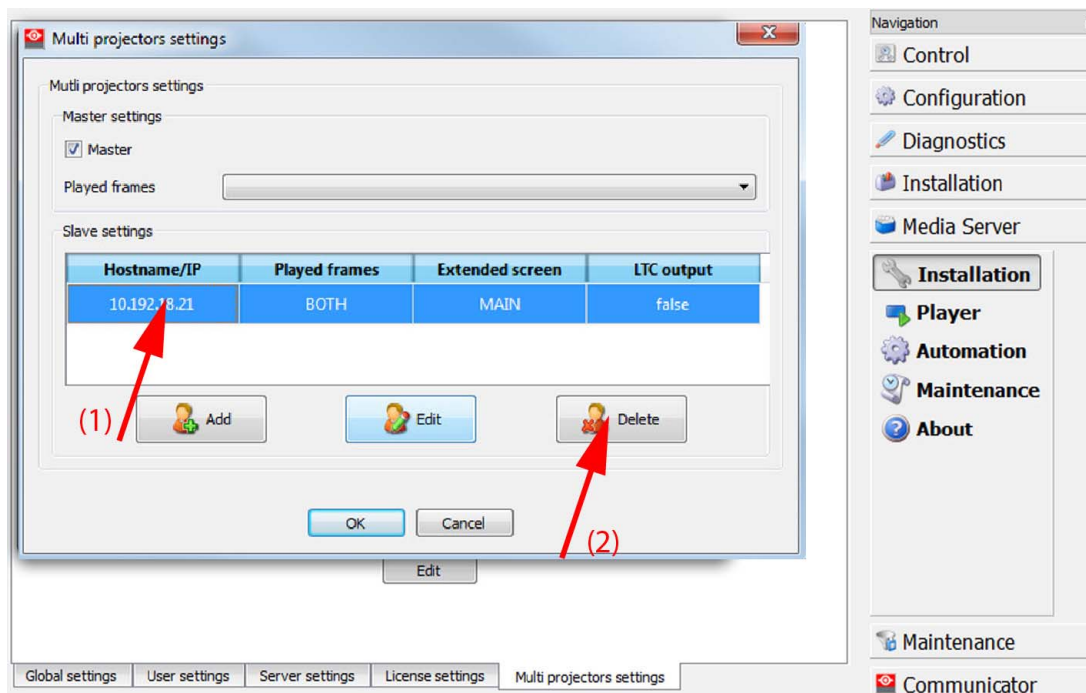 Multi projectors settings
Mutli projectors settings
Master settings
Master
Played frames
Slave settings
Hostname/IP Played frames Extended screen LTC output
10.192.18.21 BOTH MAIN false
(1)
Add Edit Delete
(2)
OK Cancel
Edit
Global settings User settings Server settings License settings Multi projectors settings
Navigation
Control
Configuration
Diagnostics
Installation
Media Server
Installation
Player
Automation
Maintenance
About
Maintenance
Communicator